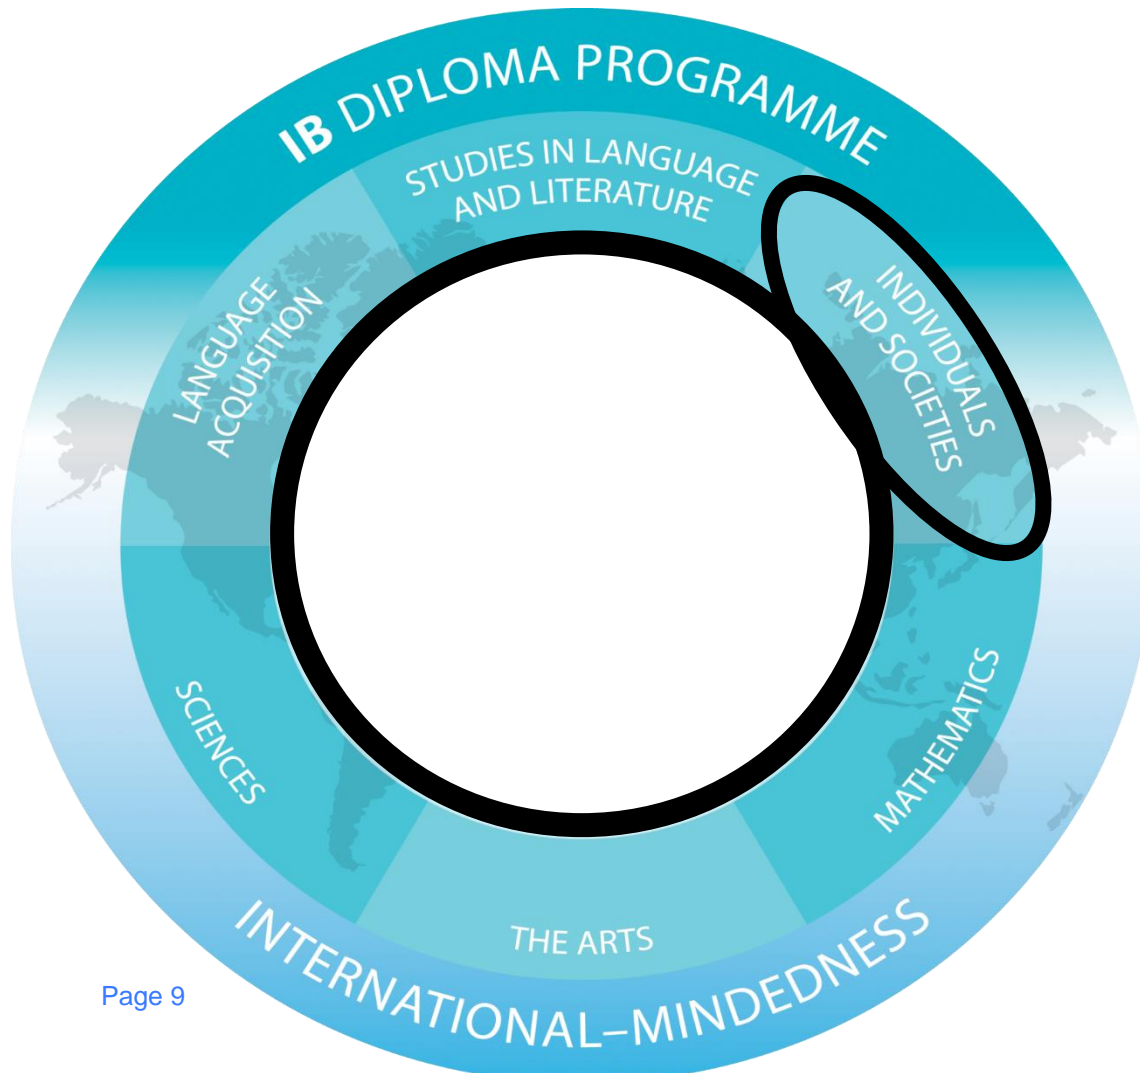 IB DIPLOMA PROGRAMME
STUDIES IN LANGUAGE
AND LITERATURE
INDIVIDUALS
AND SOCIETIES
LANGUAGE
ACQUISITION
SCIENCES
MATHEMATICS
THE ARTS
INTERNATIONAL–MINDEDNESS
Page 9